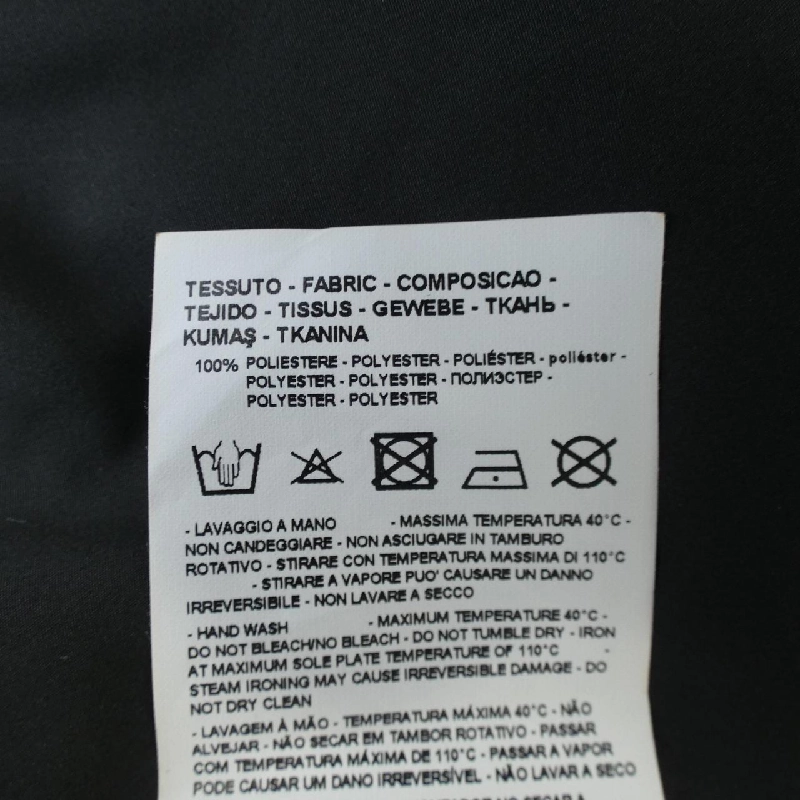 TESSUTO - FABRIC - COMPOSICAO -
TEJIDO - TISSUS - GEWEBE - ТКАНЬ -
KUMAŞ - TKANINA
100% POLIESTERE - POLYESTER - POLIÉSTER - poliéster -
POLYESTER - POLYESTER - ПОЛИЭСТЕР -
POLYESTER - POLYESTER
- LAVAGGIO A MANO - MASSIMA TEMPERATURA 40°C -
NON CANDEGGIARE - NON ASCIUGARE IN TAMBURO
ROTATIVO - STIRARE CON TEMPERATURA MASSIMA DI 110°C
- STIRARE A VAPORE PUO' CAUSARE UN DANNO
IRREVERSIBILE - NON LAVARE A SECCO
- HAND WASH - MAXIMUM TEMPERATURE 40°C -
DO NOT BLEACH/NO BLEACH - DO NOT TUMBLE DRY - IRON
AT MAXIMUM SOLE PLATE TEMPERATURE OF 110°C -
STEAM IRONING MAY CAUSE IRREVERSIBLE DAMAGE - DO
NOT DRY CLEAN
- LAVAGEM À MÃO - TEMPERATURA MÁXIMA 40°C - NÃO
ALVEJAR - NÃO SECAR EM TAMBOR ROTATIVO - PASSAR
COM TEMPERATURA MÁXIMA DE 110°C - PASSAR A VAPOR
PODE CAUSAR UM DANO IRREVERSÍVEL - NÃO LAVAR A SECO